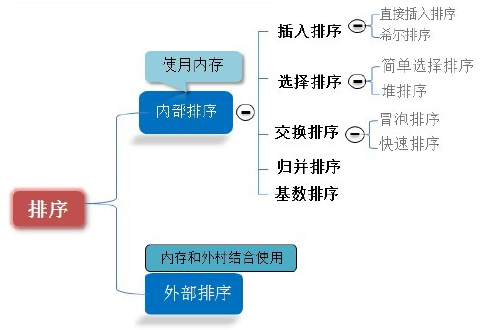 直接插入排序
插入排序
希尔排序
使用内存
简单选择排序
选择排序
堆排序
内部排序
冒泡排序
交换排序
快速排序
归并排序
基数排序
排序
内存和外村结合使用
外部排序